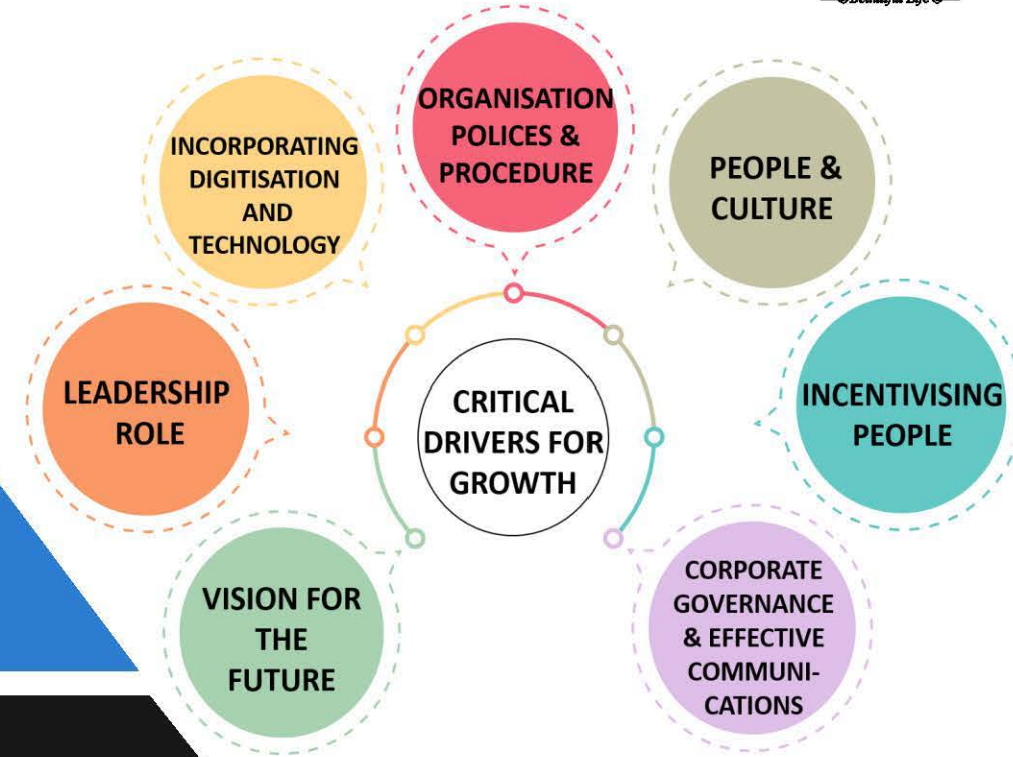 ORGANISATION
POLICES &
PROCEDURE
INCORPORATING
DIGITISATION
AND
TECHNOLOGY
PEOPLE &
CULTURE
LEADERSHIP
ROLE
CRITICAL
DRIVERS FOR
GROWTH
INCENTIVISING
PEOPLE
VISION FOR
THE
FUTURE
CORPORATE
GOVERNANCE
& EFFECTIVE
COMMUNI-
CATIONS